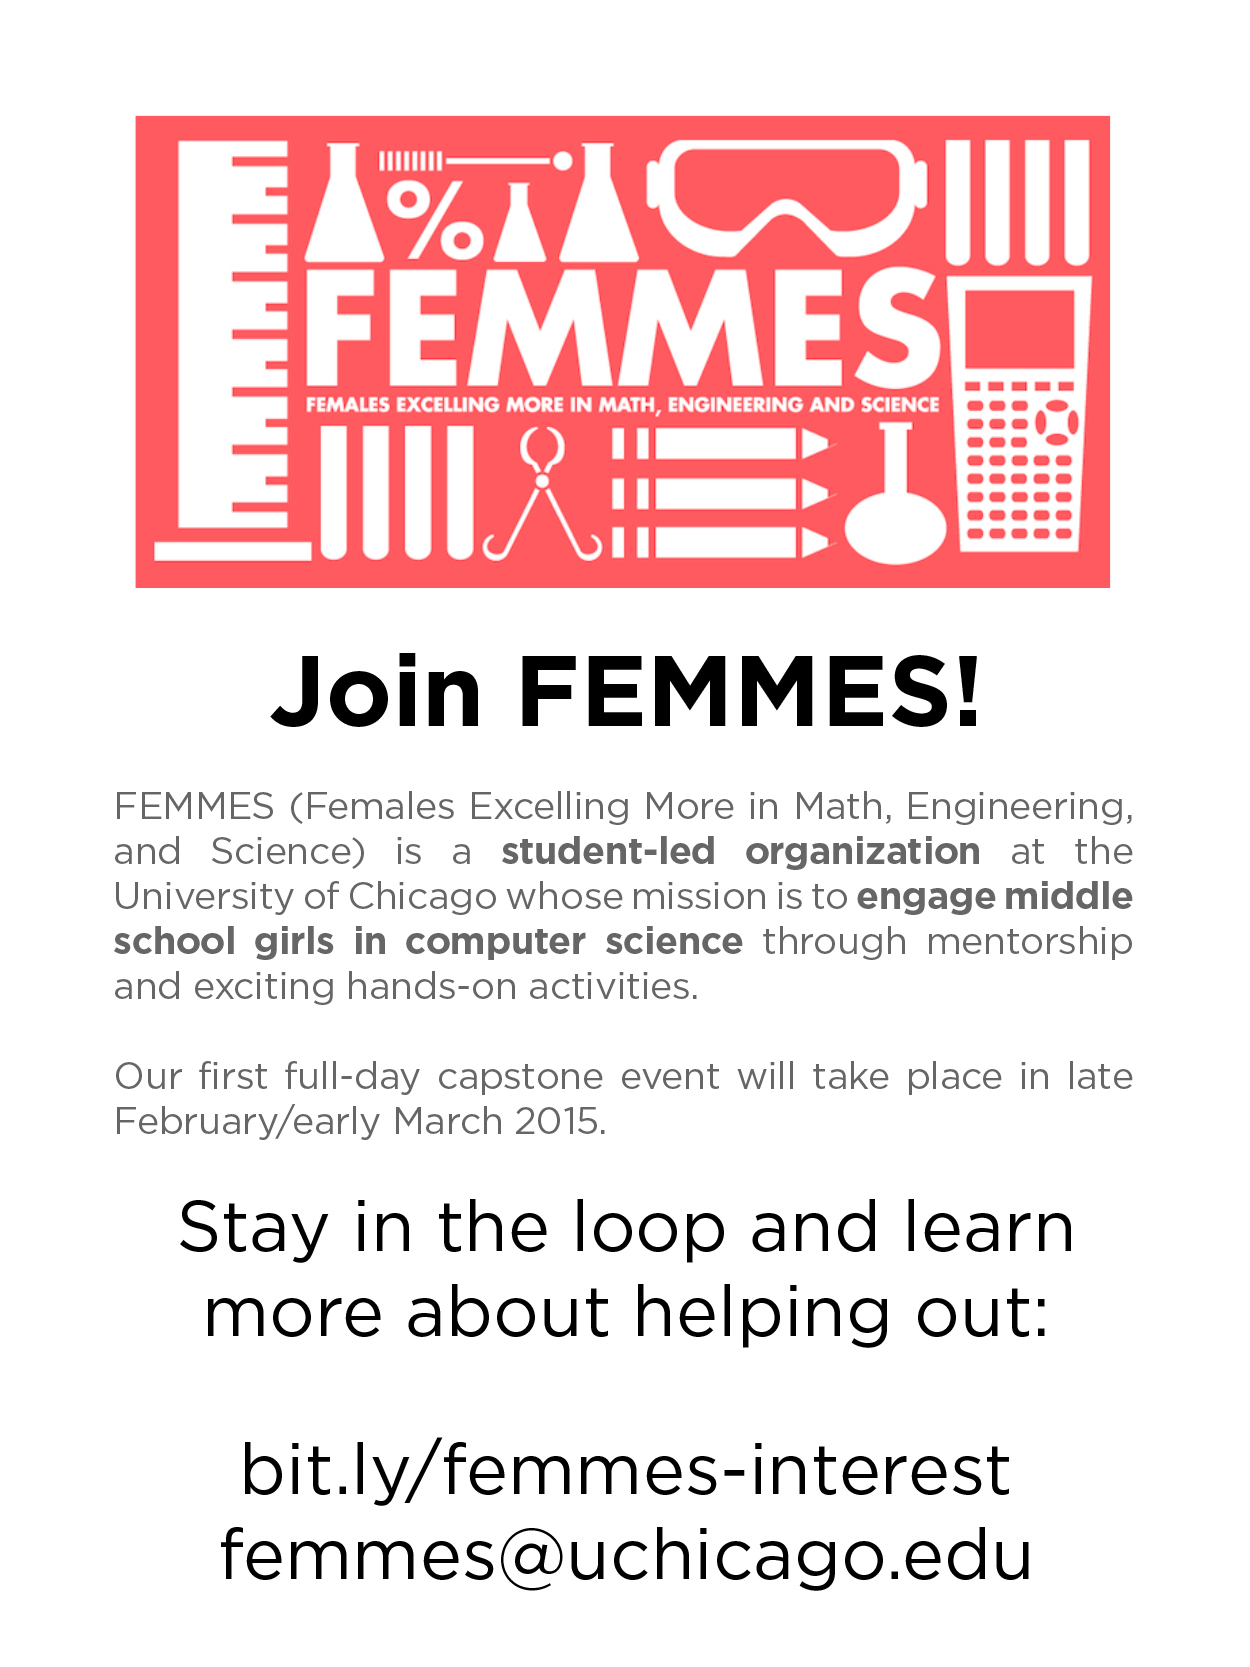 %
FEMMES
FEMALES EXCELLING MORE IN MATH, ENGINEERING AND SCIENCE
Join FEMMES!
FEMMES (Females Excelling More in Math, Engineering,
and Science) is a student-led organization at the
University of Chicago whose mission is to engage middle
school girls in computer science through mentorship
and exciting hands-on activities.
Our first full-day capstone event will take place in late
February/early March 2015.
Stay in the loop and learn
more about helping out:
bit.ly/femmes-interest
femmes@uchicago.edu